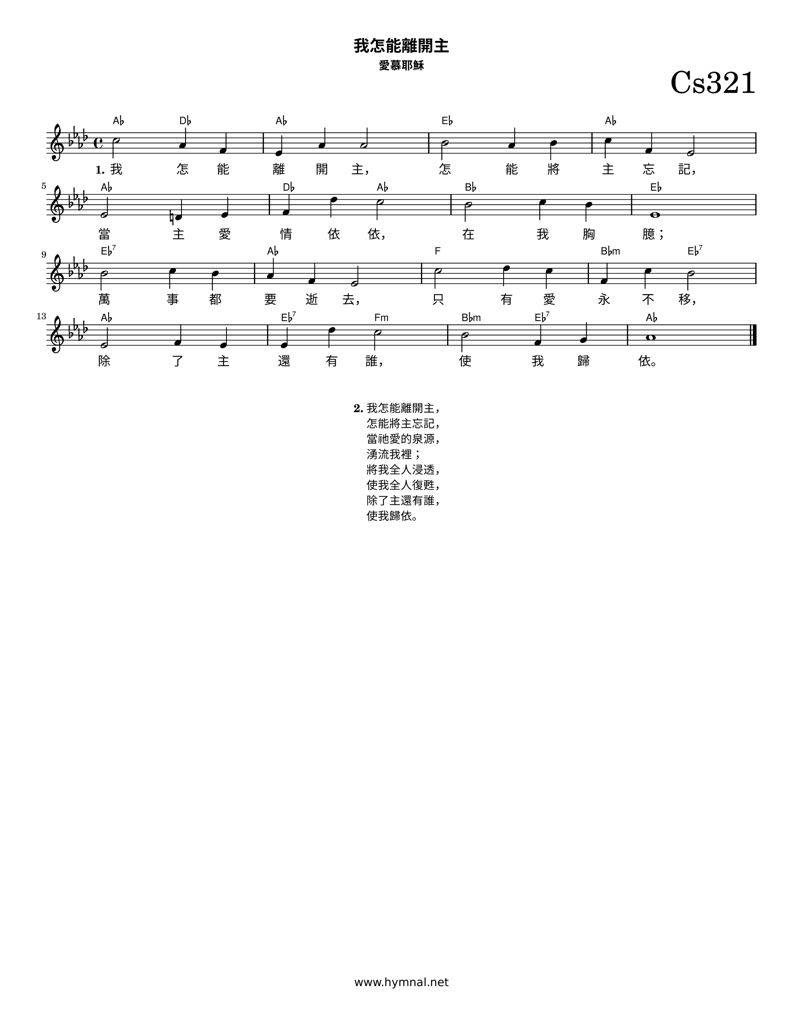 我怎能離開主
愛慕耶穌
Cs321
A♭ D♭ A♭ E♭ A♭
1. 我 怎 能 離 開 主， 怎 能 將 主 忘 記，
5 A♭ D♭ A♭ B♭ E♭
當 主 愛 情 依 依， 在 我 胸 臆；
9 E♭7 A♭ F B♭m E♭7
萬 事 都 要 逝 去， 只 有 愛 永 不 移，
13 A♭ E♭7 Fm B♭m E♭7 A♭
除 了 主 還 有 誰， 使 我 歸 依。
2. 我怎能離開主，
怎能將主忘記，
當祂愛的泉源，
湧流我裡；
將我全人浸透，
使我全人復甦，
除了主還有誰，
使我歸依。
www.hymnal.net